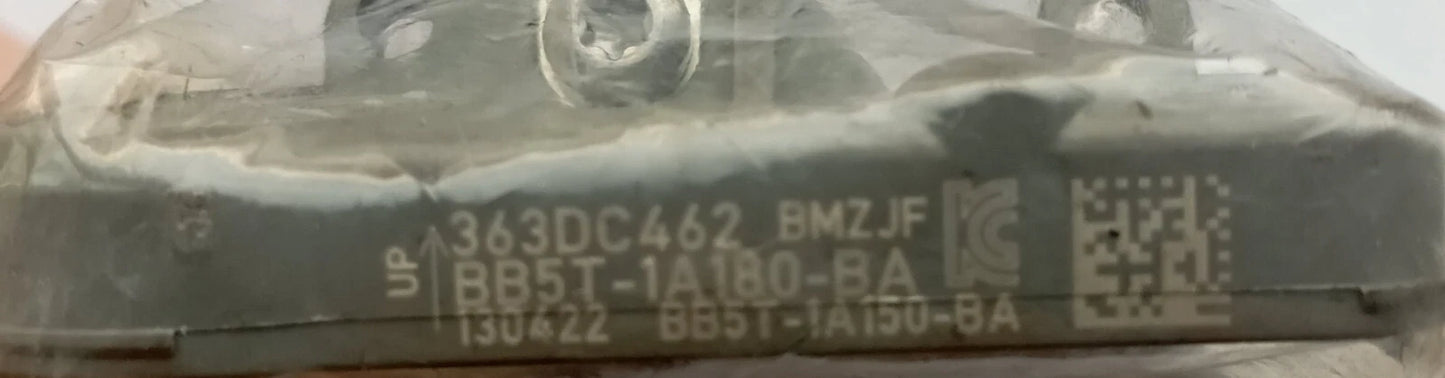 363DC462 BMZJF
UP BB5T-1A180-BA
130422 BB5T-1A150-BA